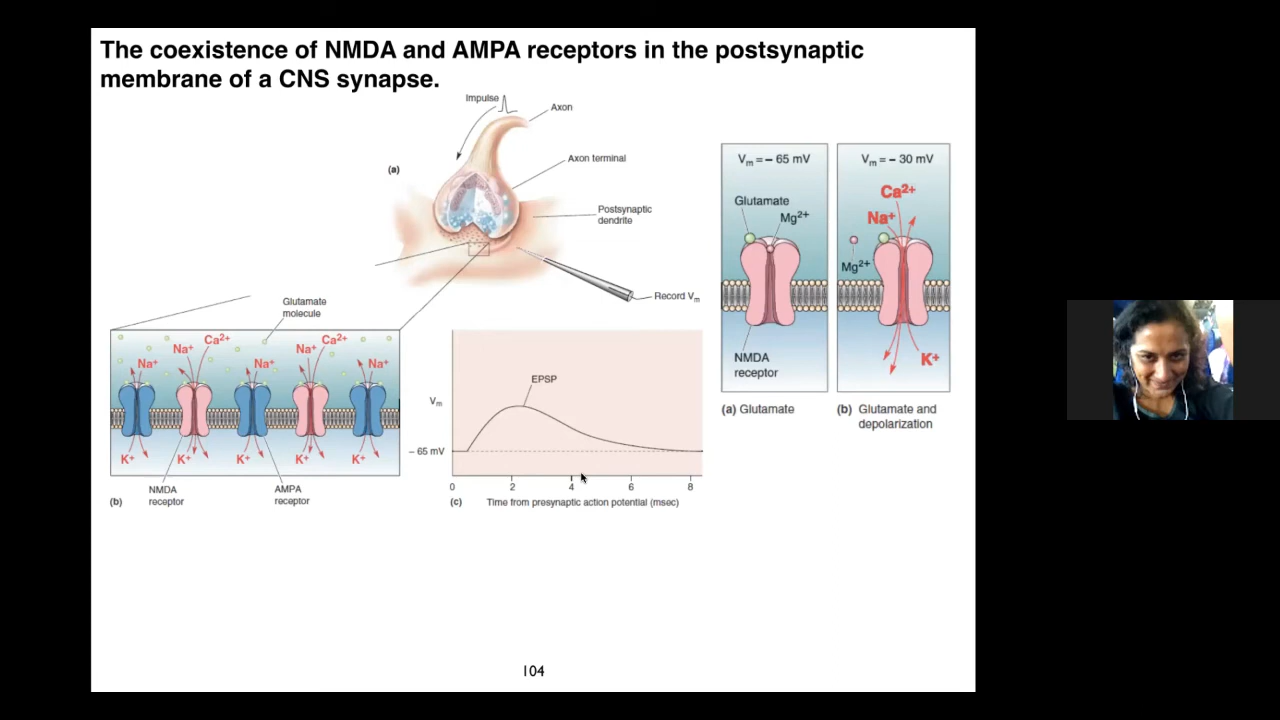 The coexistence of NMDA and AMPA receptors in the postsynaptic
membrane of a CNS synapse.
Impulse
Axon
(a)
Axon terminal
Postsynaptic
dendrite
Record Vm
Glutamate
molecule
Na⁺
Na⁺
Ca²⁺
Na⁺
Na⁺
Ca²⁺
Na⁺
K⁺
K⁺
K⁺
K⁺
K⁺
NMDA
receptor
AMPA
receptor
(b)
EPSP
Vm
– 65 mV
0 2 4 6 8
(c) Time from presynaptic action potential (msec)
Vm = – 65 mV
Glutamate
Mg²⁺
NMDA
receptor
(a) Glutamate
Vm = – 30 mV
Ca²⁺
Na⁺
Mg²⁺
K⁺
(b) Glutamate and
depolarization
104